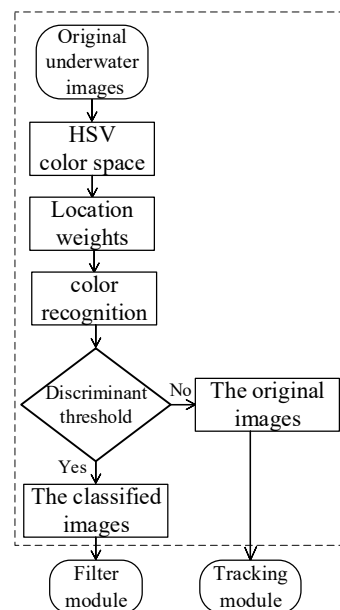 Original
underwater
images
HSV
color space
Location
weights
color
recognition
Discriminant
threshold
No
The original
images
Yes
The classified
images
Filter
module
Tracking
module